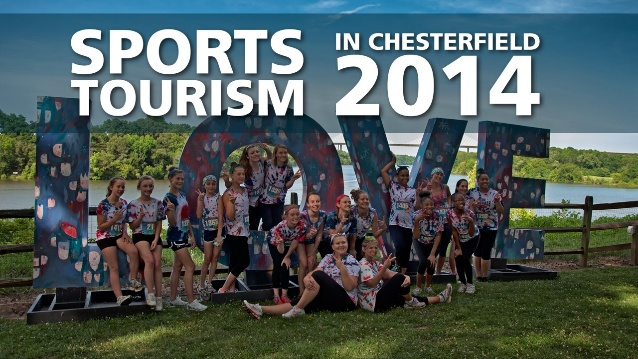 SPORTS
TOURISM
IN CHESTERFIELD
2014
LOVE